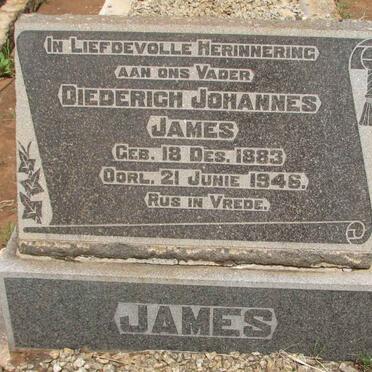 In Liefdevolle Herinnering
aan ons Vader
Diederich Johannes
James
Geb. 18 Des. 1883
Oorl. 21 Junie 1946.
Rus in Vrede.
JAMES